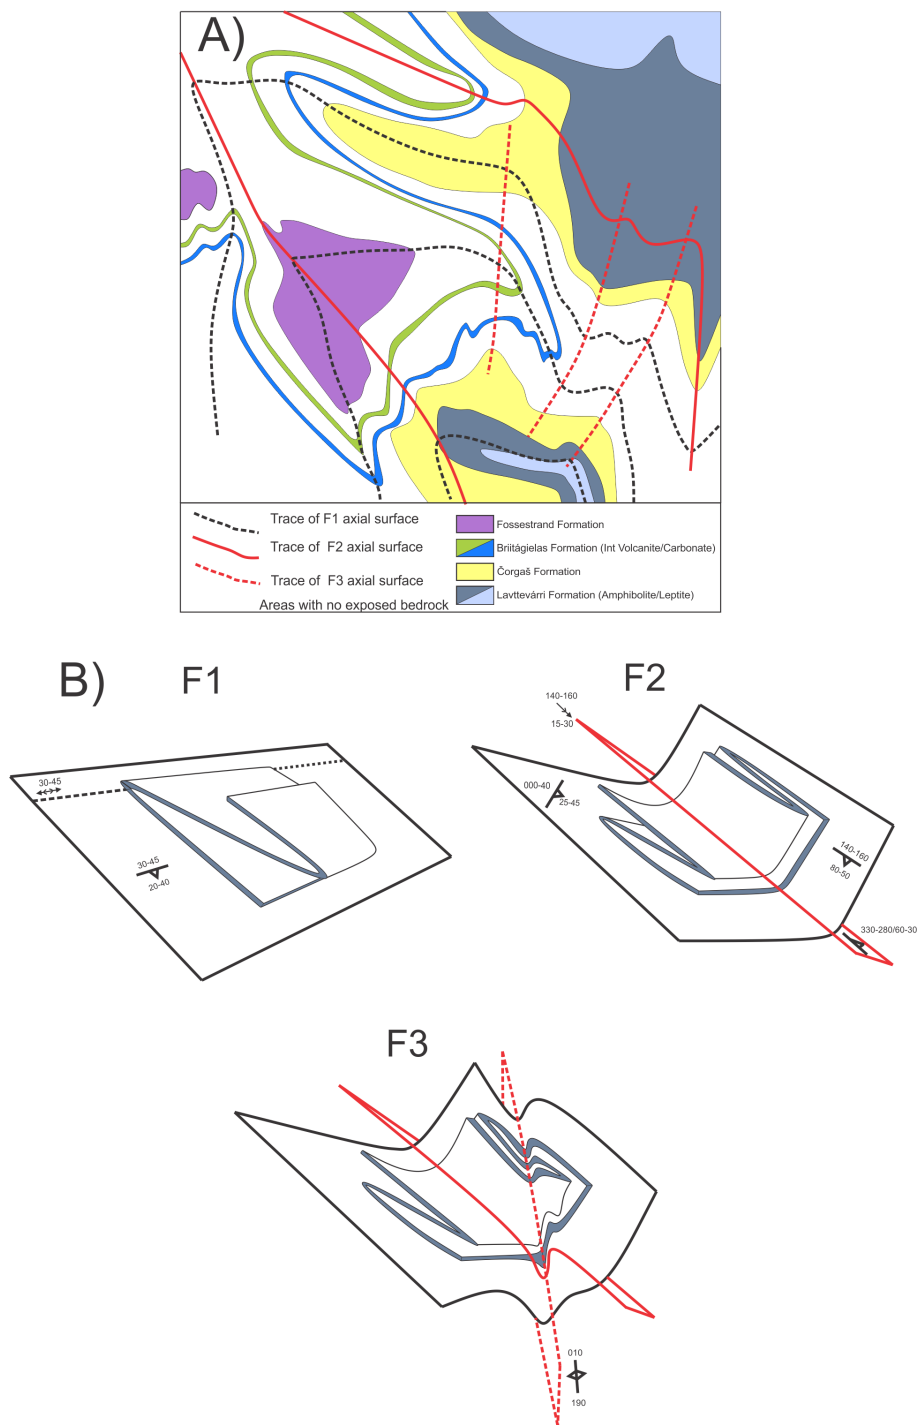 A)
Trace of F1 axial surface
Trace of F2 axial surface
Trace of F3 axial surface
Areas with no exposed bedrock
Fossestrand Formation
Briitágielas Formation (Int Volcanite/Carbonate)
Čorgaš Formation
Lavttevárri Formation (Amphibolite/Leptite)
B)
F1
30-45
30-45
20-40
F2
140-160
15-30
000-40
25-45
140-160
80-50
330-280/60-30
F3
010
190